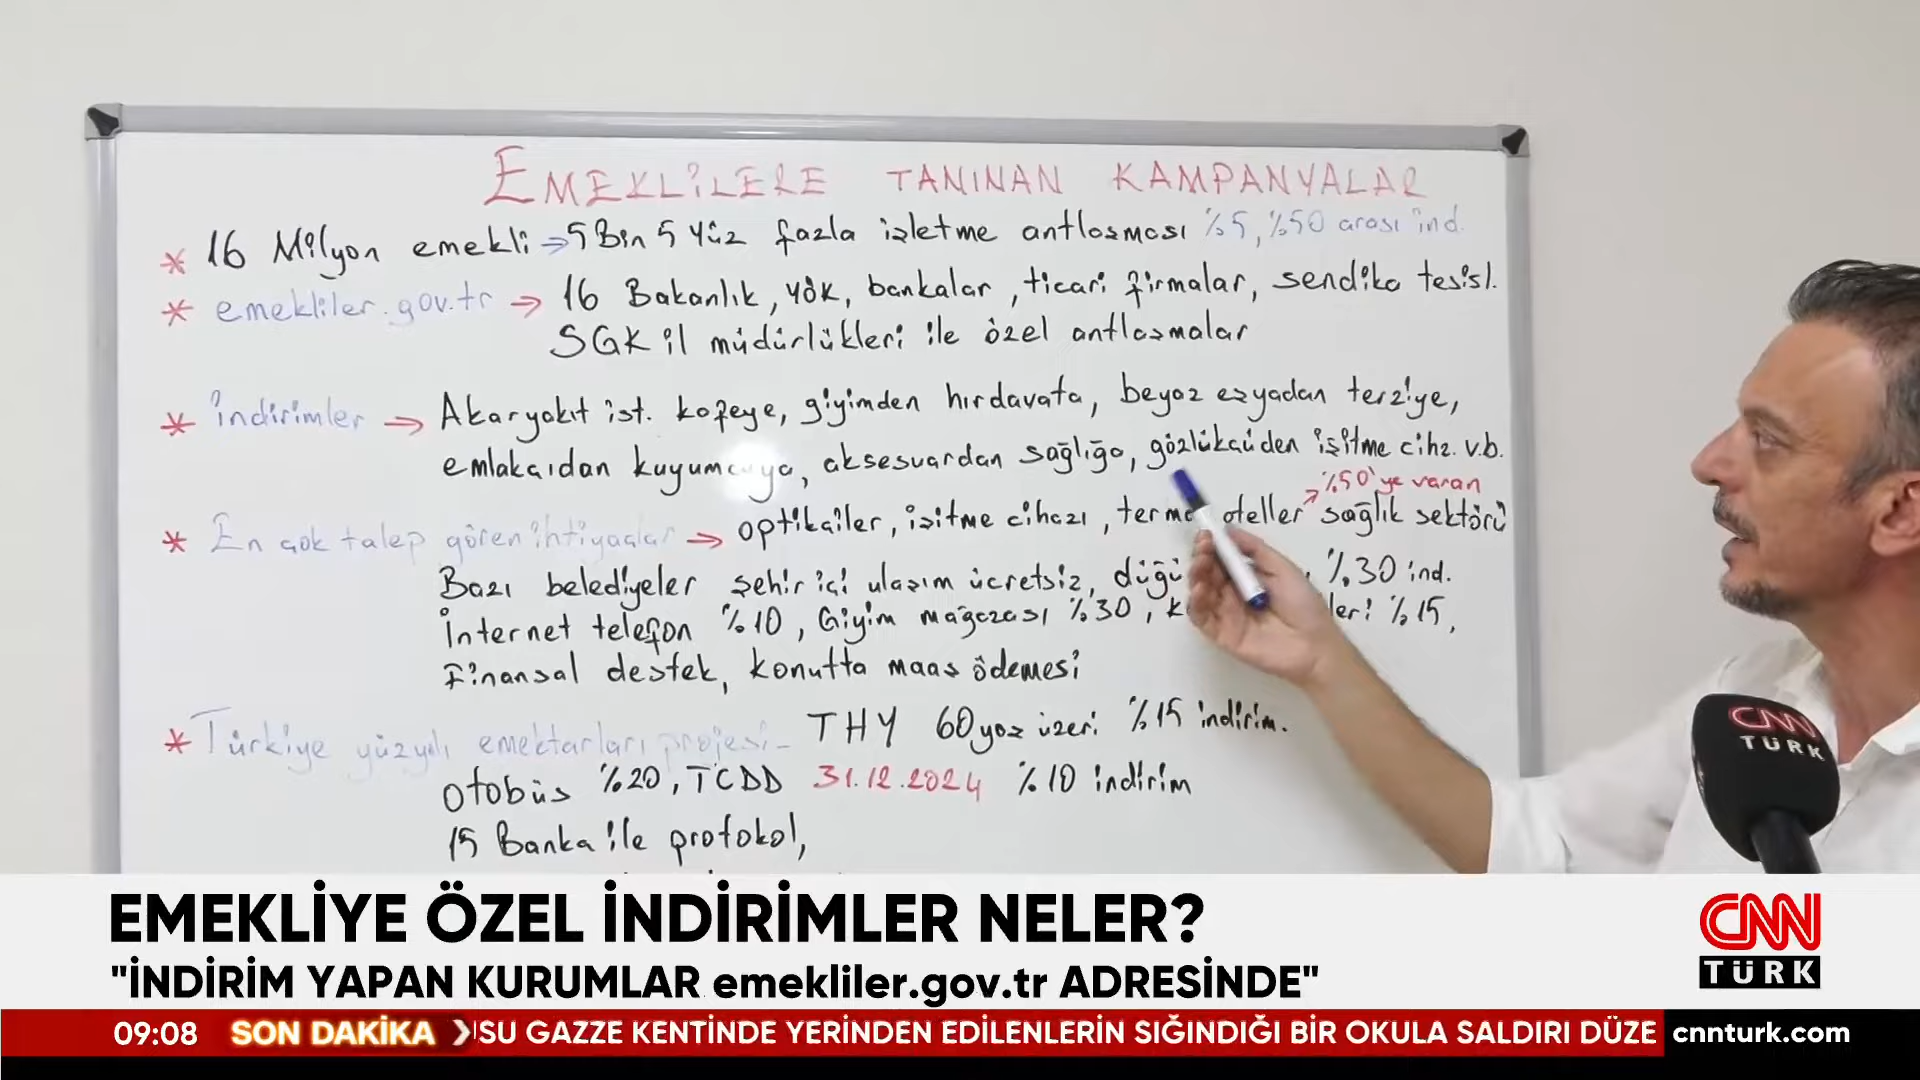 EMEKLİLERE TANINAN KAMPANYALAR
* 16 Milyon emekli → 5 Bin 5 Yüz fazla işletme antlaşması %5, %50 arası ind.
* emekliler.gov.tr → 16 Bakanlık, YÖK, bankalar, ticari firmalar, sendika tesisl.
SGK il müdürlükleri ile özel antlaşmalar
* indirimler → Akaryakıt ist. kafeye, giyimden hırdavata, beyaz eşyadan terziye,
emlakçıdan kuyumcuya, aksesuardan sağlığa, gözlükçüden işitme cihz. v.b.
%50'ye varan
* En çok talep gören ihtiyaçlar → optikçiler, işitme cihazı, termal oteller sağlık sektörü
Bazı belediyeler şehir içi ulaşım ücretsiz, düğü , %30 ind.
İnternet telefon %10, Giyim mağazası %30, k leri %15,
Finansal destek, konutta maaş ödemesi
* Türkiye yüzyılı emektarları projesi - THY 60 yaş üzeri %15 indirim.
Otobüs %20, TCDD 31.12.2024 %10 indirim
15 Banka ile protokol,
CNN
TÜRK
EMEKLİYE ÖZEL İNDİRİMLER NELER?
"İNDİRİM YAPAN KURUMLAR emekliler.gov.tr ADRESİNDE"
CNN
TÜRK
09:08 SON DAKİKA USU GAZZE KENTİNDE YERİNDEN EDİLENLERİN SIĞINDIĞI BİR OKULA SALDIRI DÜZE cnnturk.com